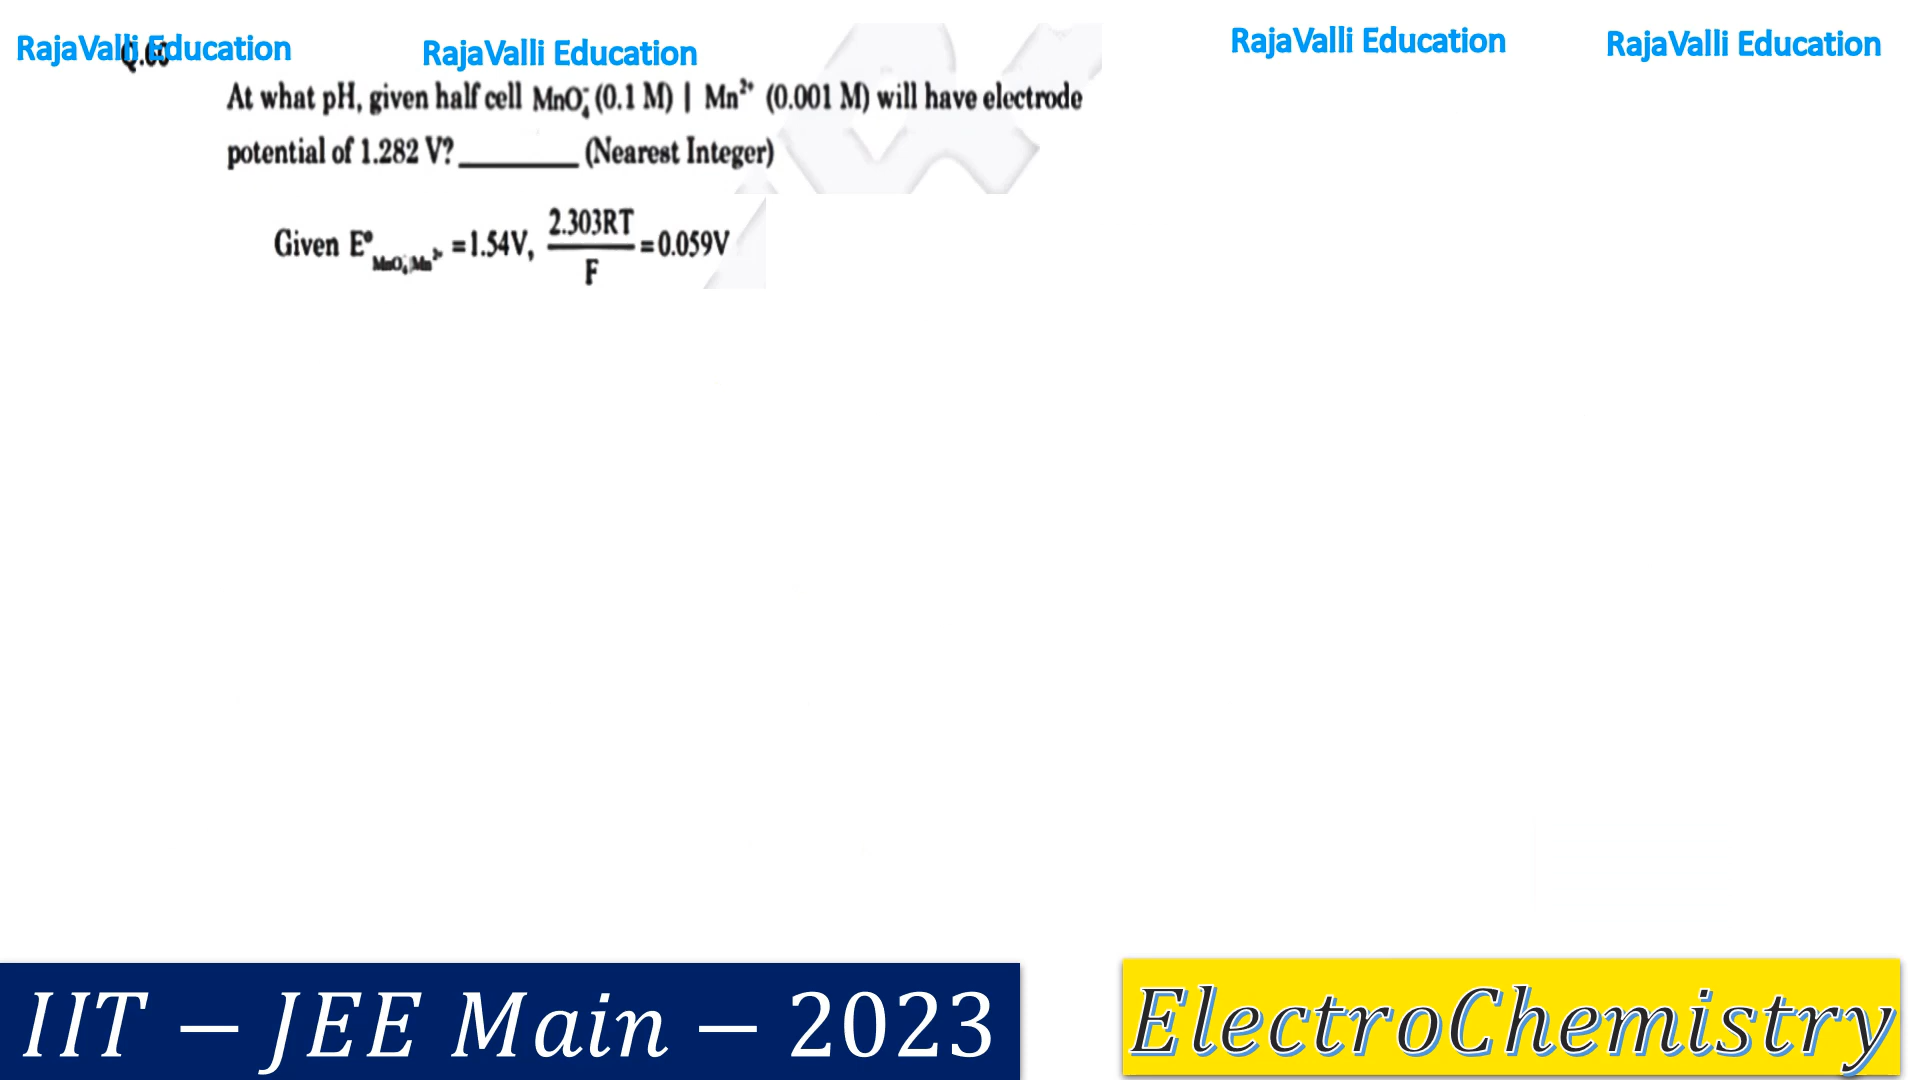 RajaValli Education
RajaValli Education
RajaValli Education
RajaValli Education
At what pH, given half cell MnO₄⁻ (0.1 M) | Mn²⁺ (0.001 M) will have electrode
potential of 1.282 V? ________ (Nearest Integer)
Given E°MnO₄⁻|Mn²⁺ = 1.54V, 2.303RT/F = 0.059V
IIT – JEE Main – 2023
ElectroChemistry